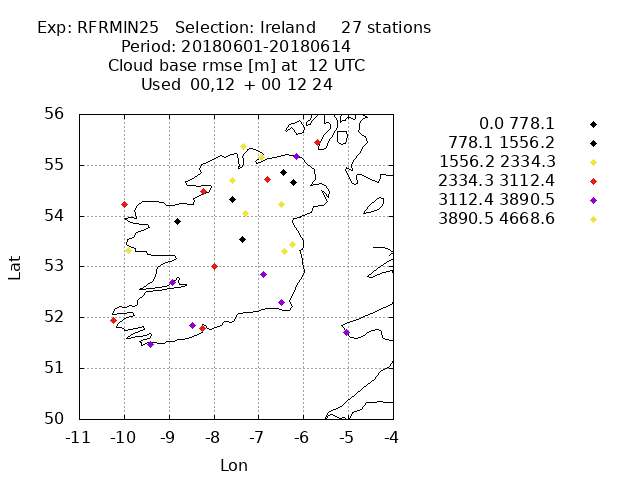 Exp: RFRMIN25   Selection: Ireland     27 stations
Period: 20180601-20180614
Cloud base rmse [m] at  12 UTC
Used  00,12  + 00 12 24
0.0 778.1
778.1 1556.2
1556.2 2334.3
2334.3 3112.4
3112.4 3890.5
3890.5 4668.6
56
55
54
53
52
51
50
Lat
-11 -10 -9 -8 -7 -6 -5 -4
Lon